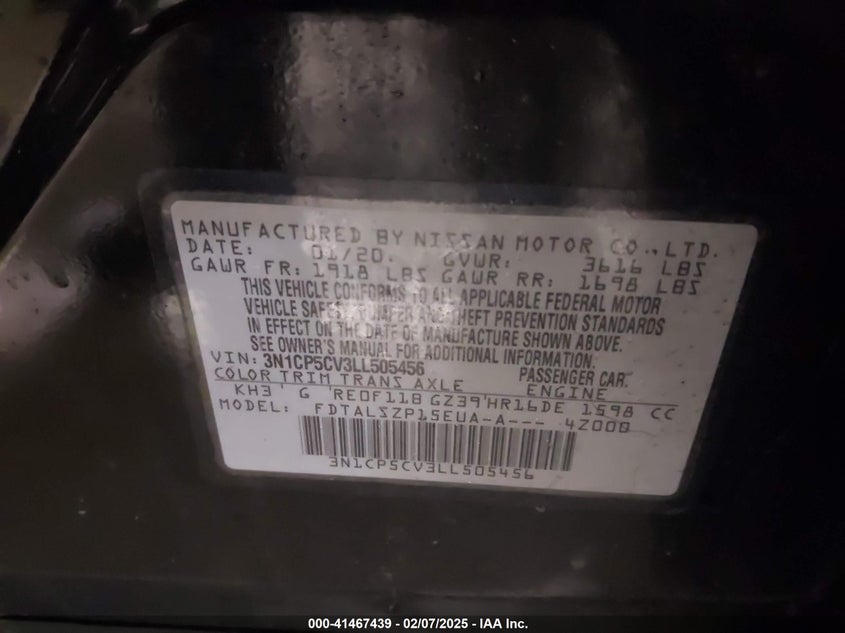 MANUFACTURED BY NISSAN MOTOR CO., LTD.
DATE: 01/20. GVWR: 3616 LBS
GAWR FR: 1918 LBS GAWR RR: 1698 LBS
THIS VEHICLE CONFORMS TO ALL APPLICABLE FEDERAL MOTOR
VEHICLE SAFETY BUMPER AND THEFT PREVENTION STANDARDS
IN EFFECT ON THE DATE OF MANUFACTURE SHOWN ABOVE.
SEE OWNER'S MANUAL FOR ADDITIONAL INFORMATION.
VIN: 3N1CP5CV3LL505456 PASSENGER CAR.
COLOR TRIM TRANS AXLE ENGINE
KH3 G RE0F11B GZ39 HR16DE 1598 CC
MODEL: FDTALSZP15EUA-A--- 4Z000
3N1CP5CV3LL505456
000-41467439 - 02/07/2025 - IAA Inc.